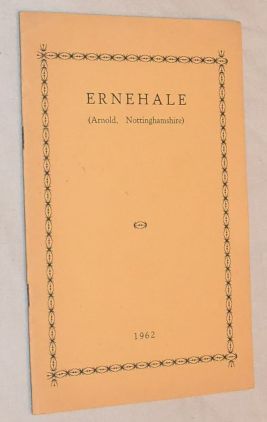 ERNEHALE
(Arnold, Nottinghamshire)
1962